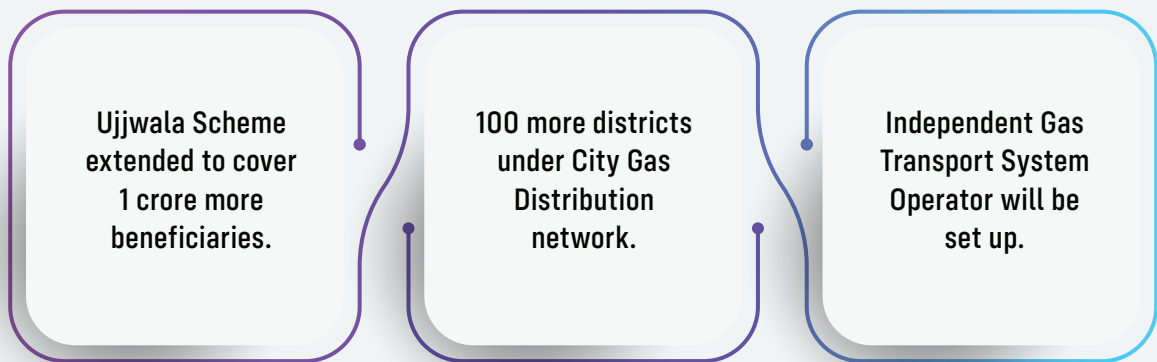 Ujjwala Scheme
extended to cover
1 crore more
beneficiaries.
100 more districts
under City Gas
Distribution
network.
Independent Gas
Transport System
Operator will be
set up.